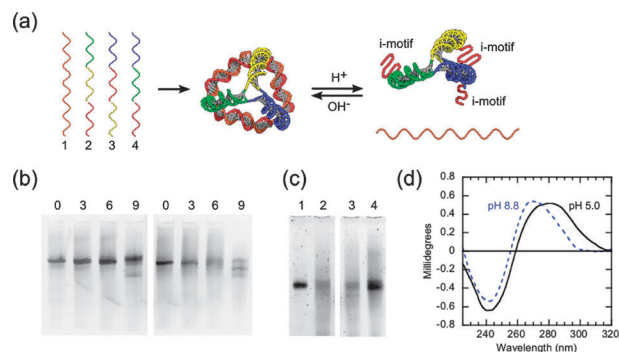 (a)
i-motif
i-motif
H⁺
OH⁻
i-motif
1 2 3 4
(b)
0 3 6 9 0 3 6 9
(c)
1 2 3 4
(d)
0.8
0.6
0.4
0.2
0
-0.2
-0.4
-0.6
-0.8
Millidegrees
pH 8.8
pH 5.0
240 260 280 300 320
Wavelength (nm)